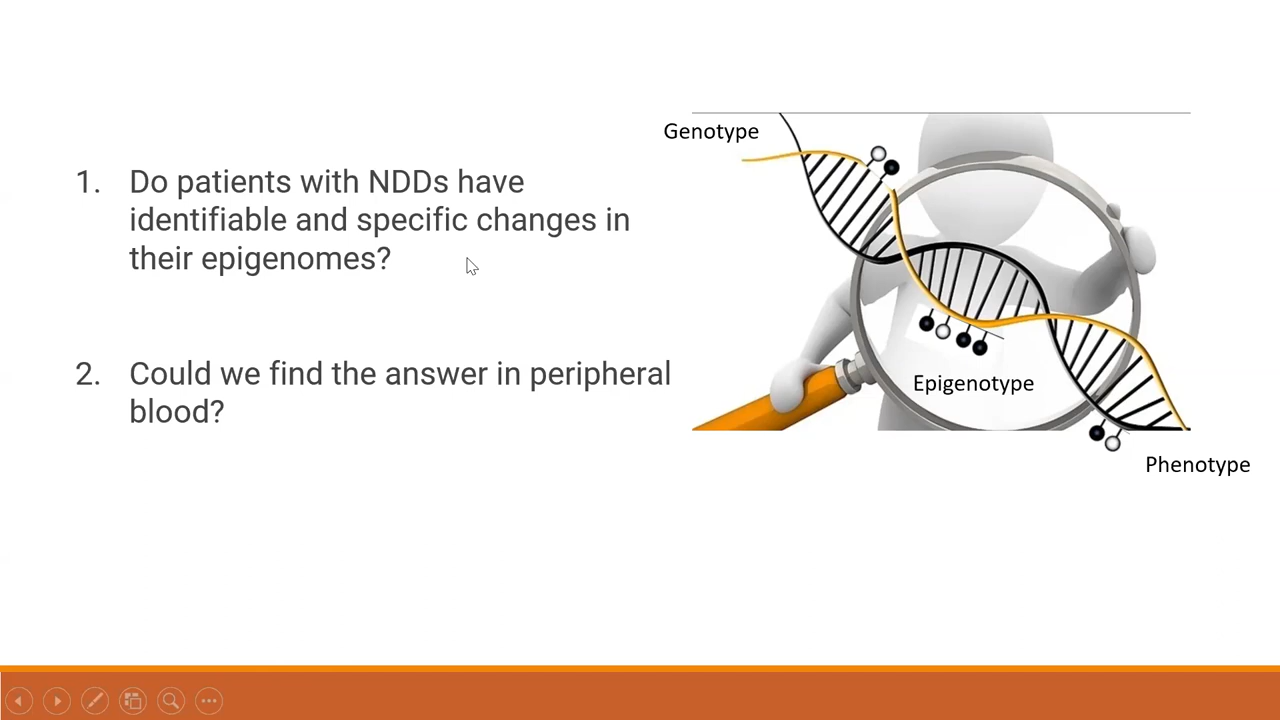 Genotype
1. Do patients with NDDs have
identifiable and specific changes in
their epigenomes?
2. Could we find the answer in peripheral
blood?
Epigenotype
Phenotype